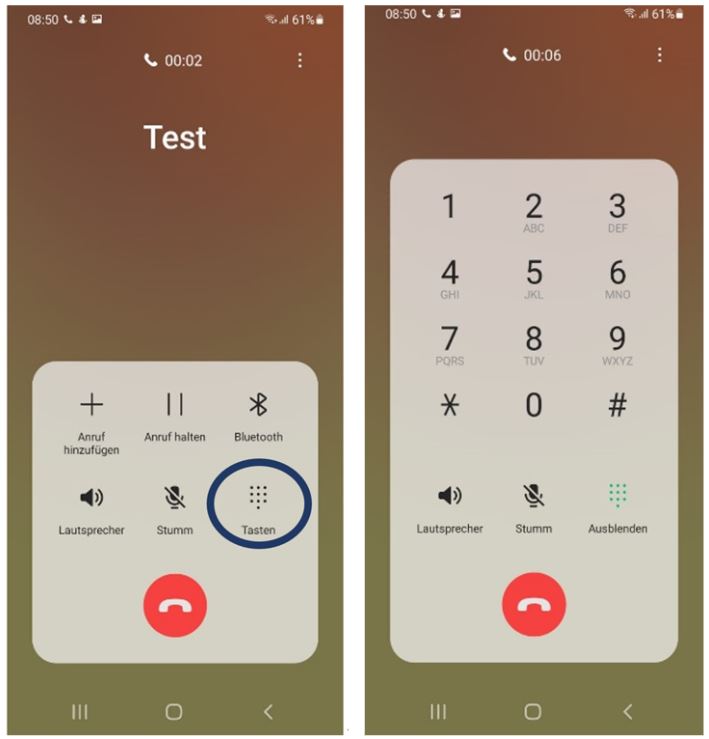 08:50 61%
00:02
Test
Anruf hinzufügen
Anruf halten
Bluetooth
Lautsprecher
Stumm
Tasten
08:50 61%
00:06
1 2 3
ABC DEF
4 5 6
GHI JKL MNO
7 8 9
PQRS TUV WXYZ
* 0 #
Lautsprecher
Stumm
Ausblenden